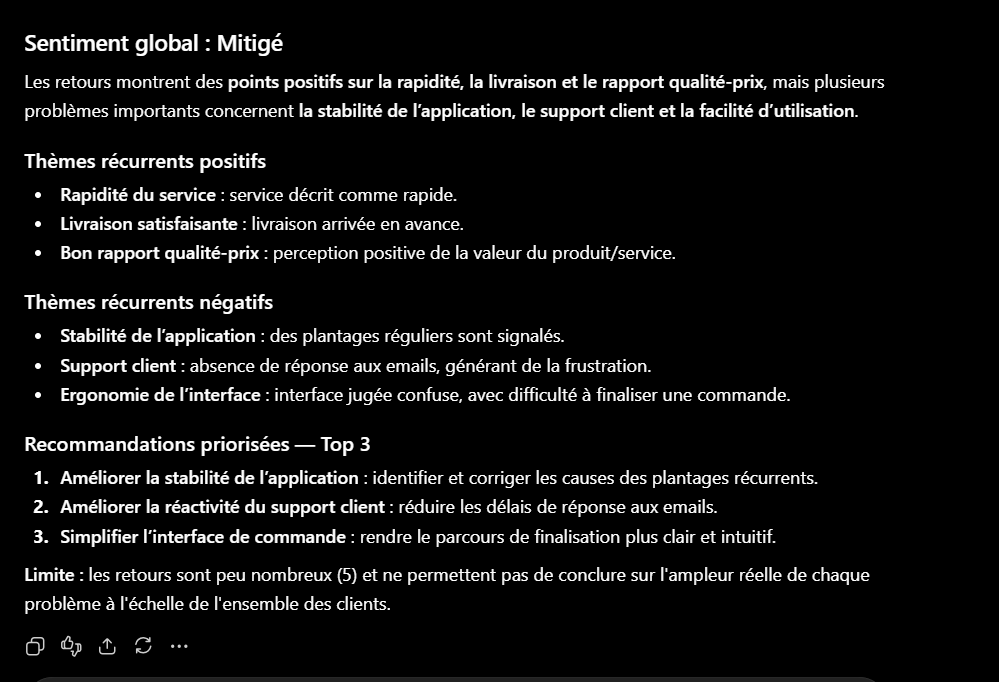 Sentiment global : Mitigé
Les retours montrent des points positifs sur la rapidité, la livraison et le rapport qualité-prix, mais plusieurs
problèmes importants concernent la stabilité de l’application, le support client et la facilité d’utilisation.
Thèmes récurrents positifs
• Rapidité du service : service décrit comme rapide.
• Livraison satisfaisante : livraison arrivée en avance.
• Bon rapport qualité-prix : perception positive de la valeur du produit/service.
Thèmes récurrents négatifs
• Stabilité de l’application : des plantages réguliers sont signalés.
• Support client : absence de réponse aux emails, générant de la frustration.
• Ergonomie de l’interface : interface jugée confuse, avec difficulté à finaliser une commande.
Recommandations priorisées — Top 3
1. Améliorer la stabilité de l’application : identifier et corriger les causes des plantages récurrents.
2. Améliorer la réactivité du support client : réduire les délais de réponse aux emails.
3. Simplifier l’interface de commande : rendre le parcours de finalisation plus clair et intuitif.
Limite : les retours sont peu nombreux (5) et ne permettent pas de conclure sur l'ampleur réelle de chaque
problème à l'échelle de l'ensemble des clients.